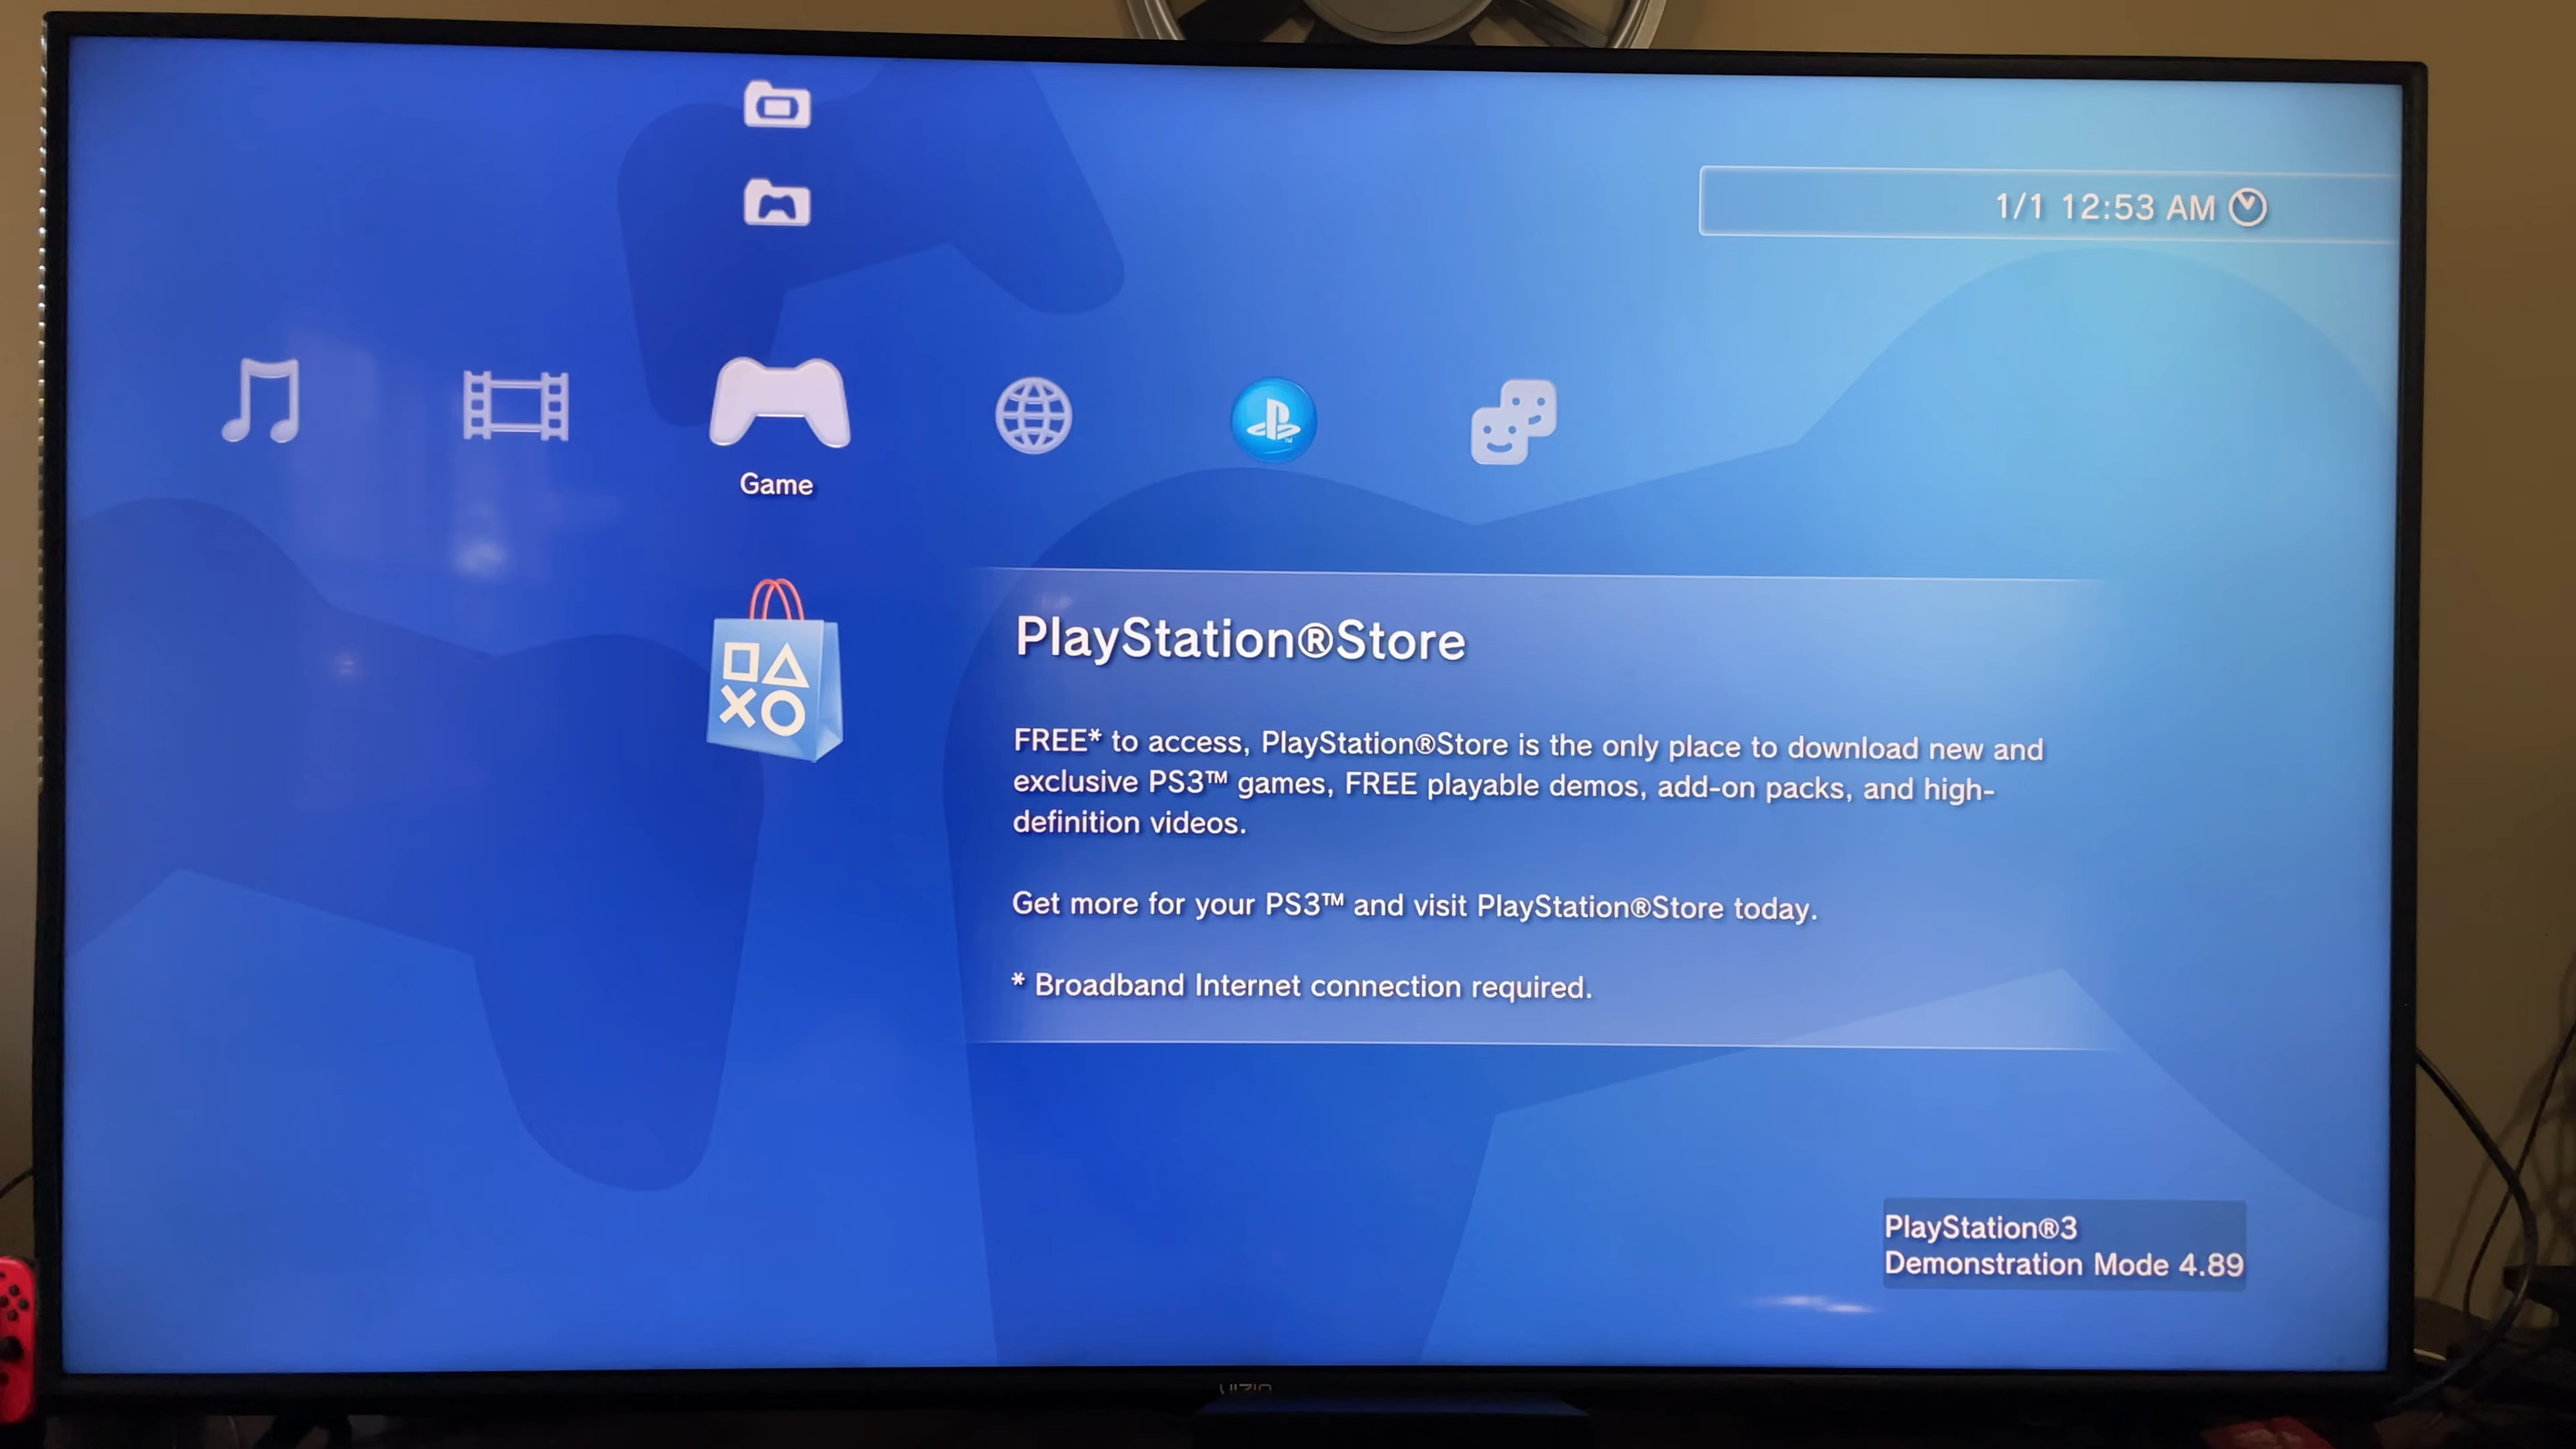 1/1 12:53 AM
Game
PlayStation®Store
FREE* to access, PlayStation®Store is the only place to download new and
exclusive PS3™ games, FREE playable demos, add-on packs, and high-
definition videos.
Get more for your PS3™ and visit PlayStation®Store today.
* Broadband Internet connection required.
PlayStation®3
Demonstration Mode 4.89
VIZIO